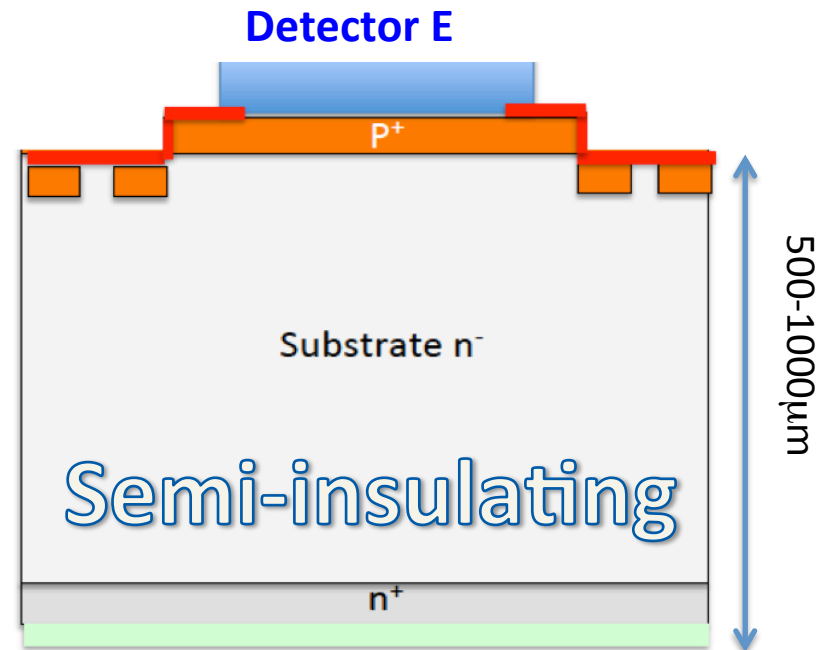 Detector E
P⁺
Substrate n⁻
Semi-insulating
n⁺
500-1000μm